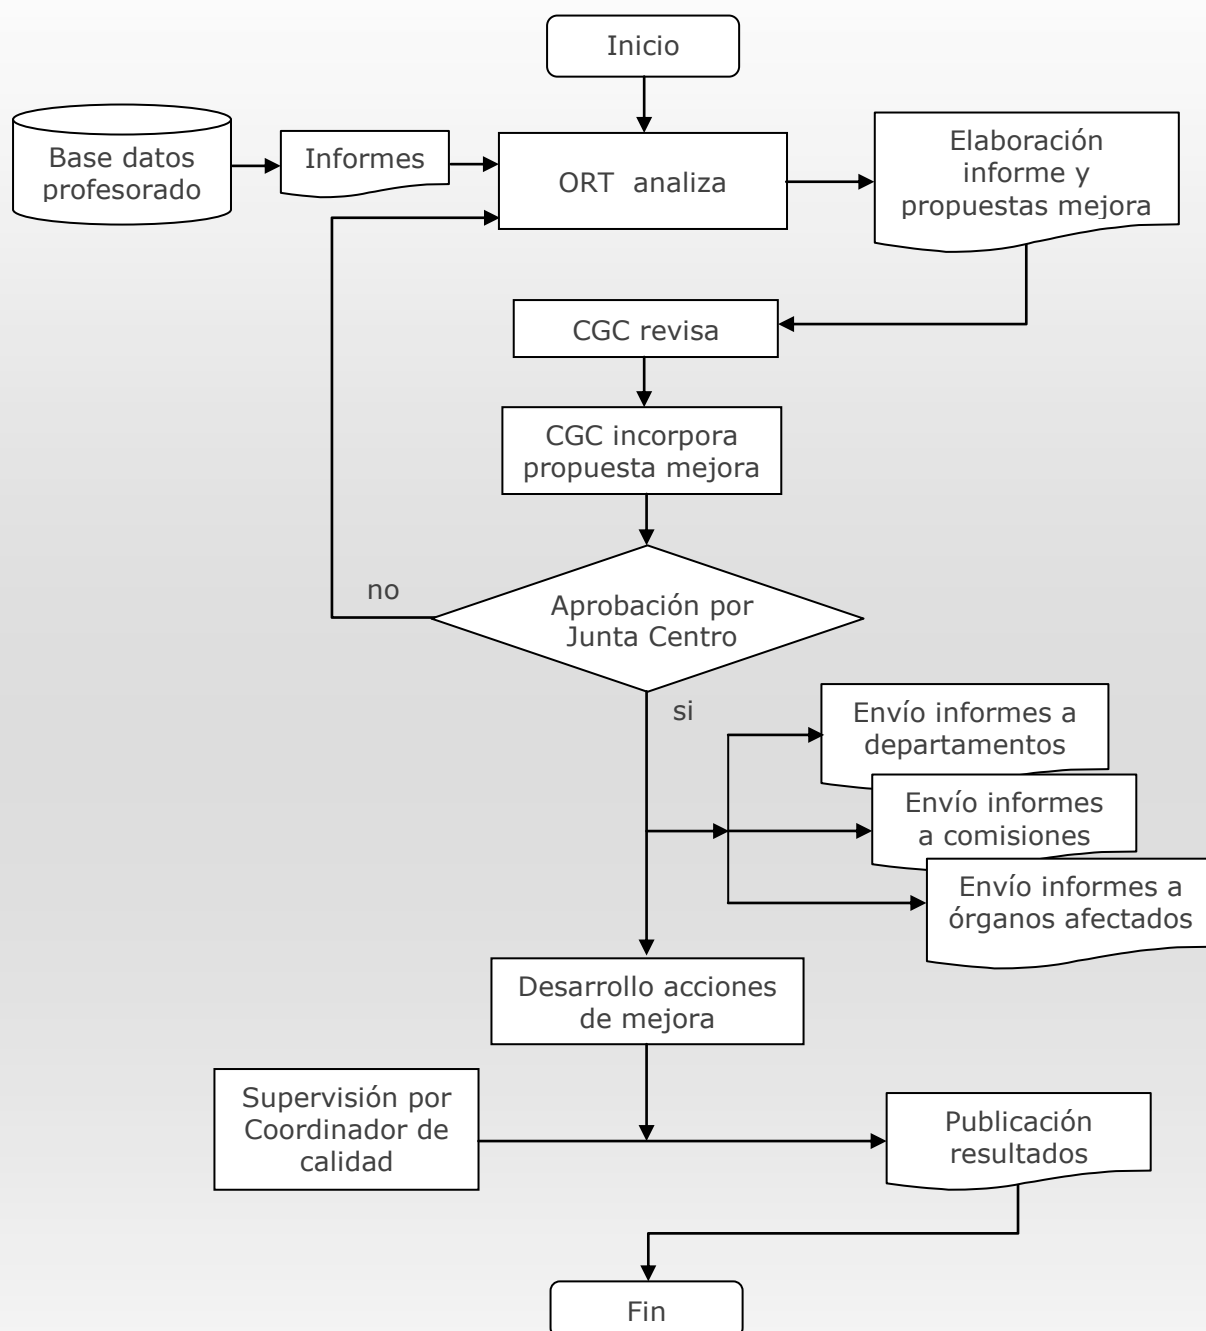 Inicio
Base datos
profesorado
Informes
ORT analiza
Elaboración
informe y
propuestas mejora
CGC revisa
CGC incorpora
propuesta mejora
no
Aprobación por
Junta Centro
si
Envío informes a
departamentos
Envío informes
a comisiones
Envío informes a
órganos afectados
Desarrollo acciones
de mejora
Supervisión por
Coordinador de
calidad
Publicación
resultados
Fin